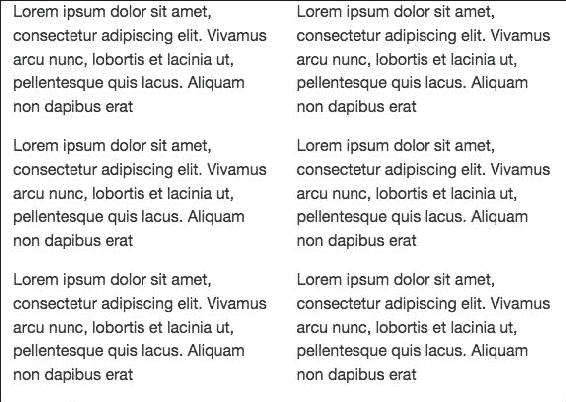 Lorem ipsum dolor sit amet,
consectetur adipiscing elit. Vivamus
arcu nunc, lobortis et lacinia ut,
pellentesque quis lacus. Aliquam
non dapibus erat
Lorem ipsum dolor sit amet,
consectetur adipiscing elit. Vivamus
arcu nunc, lobortis et lacinia ut,
pellentesque quis lacus. Aliquam
non dapibus erat
Lorem ipsum dolor sit amet,
consectetur adipiscing elit. Vivamus
arcu nunc, lobortis et lacinia ut,
pellentesque quis lacus. Aliquam
non dapibus erat
Lorem ipsum dolor sit amet,
consectetur adipiscing elit. Vivamus
arcu nunc, lobortis et lacinia ut,
pellentesque quis lacus. Aliquam
non dapibus erat
Lorem ipsum dolor sit amet,
consectetur adipiscing elit. Vivamus
arcu nunc, lobortis et lacinia ut,
pellentesque quis lacus. Aliquam
non dapibus erat
Lorem ipsum dolor sit amet,
consectetur adipiscing elit. Vivamus
arcu nunc, lobortis et lacinia ut,
pellentesque quis lacus. Aliquam
non dapibus erat